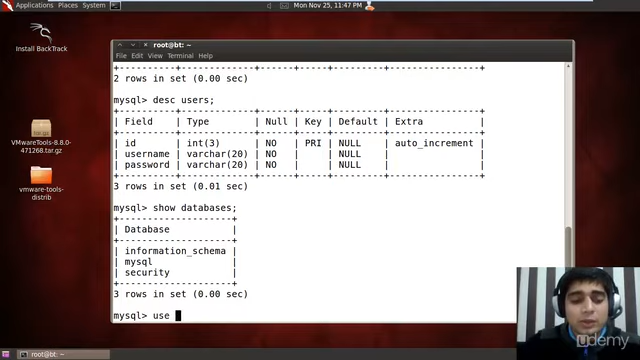 Applications Places System
Mon Nov 25, 11:47 PM
Install BackTrack
VMwareTools-8.8.0-
471268.tar.gz
vmware-tools-
distrib
root@bt: ~
File Edit View Terminal Help
+----------+-------------+------+-----+---------+----------------+
2 rows in set (0.00 sec)
mysql> desc users;
+----------+-------------+------+-----+---------+----------------+
| Field | Type | Null | Key | Default | Extra |
+----------+-------------+------+-----+---------+----------------+
| id | int(3) | NO | PRI | NULL | auto_increment |
| username | varchar(20) | NO | | NULL | |
| password | varchar(20) | NO | | NULL | |
+----------+-------------+------+-----+---------+----------------+
3 rows in set (0.01 sec)
mysql> show databases;
+--------------------+
| Database |
+--------------------+
| information_schema |
| mysql |
| security |
+--------------------+
3 rows in set (0.00 sec)
mysql> use
root@bt: ~
udemy